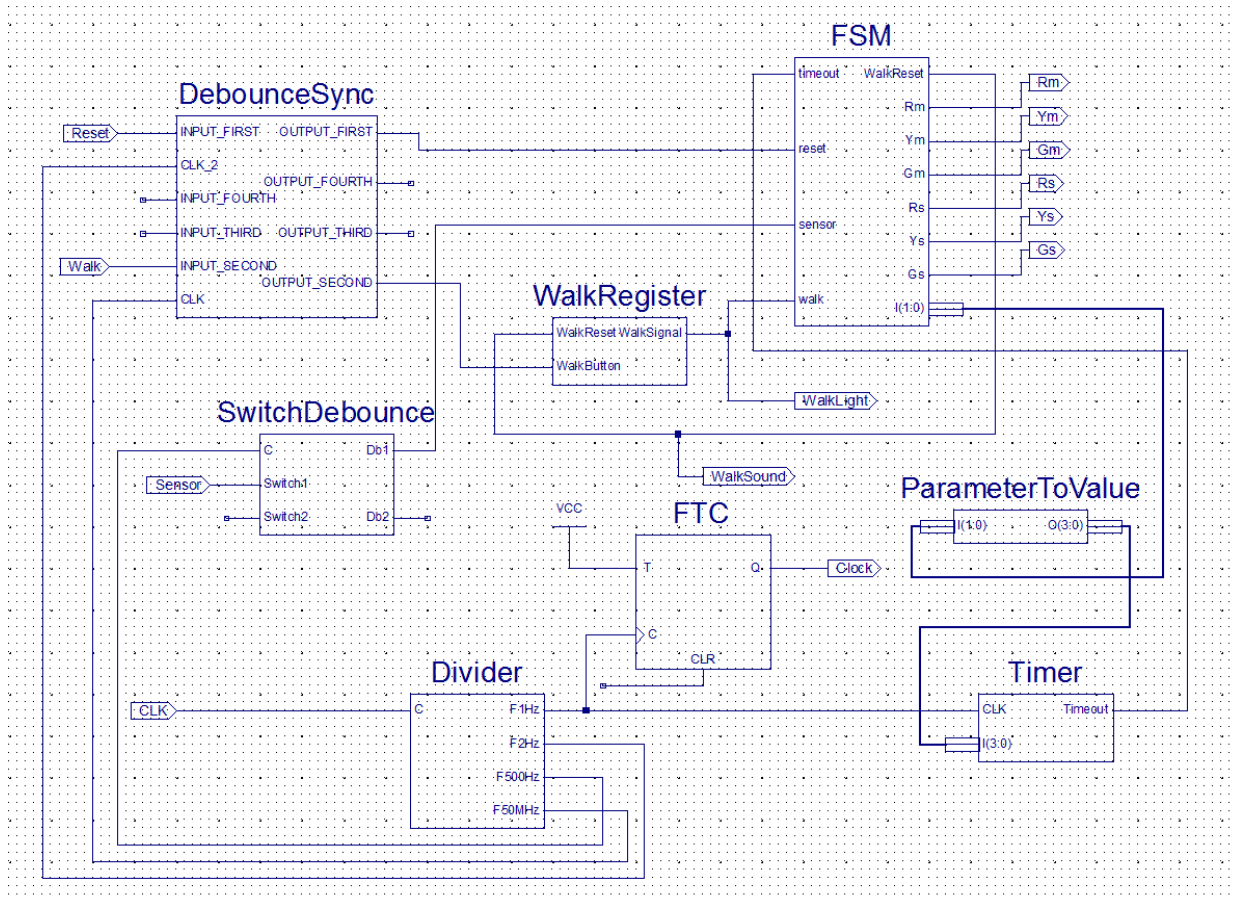 FSM
timeout
WalkReset
Rm
Rm
DebounceSync
Ym
Ym
Reset
INPUT_FIRST
OUTPUT_FIRST
reset
Gm
Gm
CLK_2
OUTPUT_FOURTH
Rs
Rs
INPUT_FOURTH
sensor
Ys
Ys
INPUT_THIRD
OUTPUT_THIRD
Gs
Gs
Walk
INPUT_SECOND
OUTPUT_SECOND
CLK
WalkRegister
walk
I(1:0)
WalkReset WalkSignal
WalkButton
WalkLight
SwitchDebounce
C
Db1
Sensor
Switch1
Switch2
Db2
WalkSound
ParameterToValue
I(1:0)
O(3:0)
VCC
FTC
T
Q
Clock
C
CLR
Divider
Timer
CLK
C
F1Hz
F2Hz
F500Hz
F50MHz
CLK
Timeout
I(3:0)